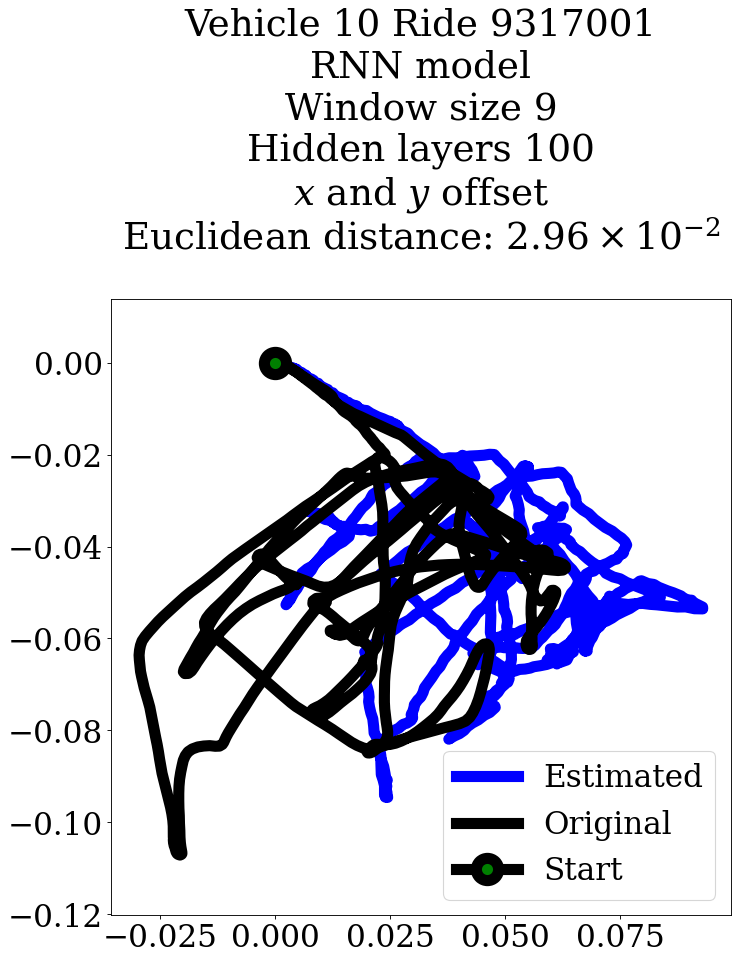 Vehicle 10 Ride 9317001
RNN model
Window size 9
Hidden layers 100
x and y offset
Euclidean distance: 2.96 × 10⁻²
0.00
−0.02
−0.04
−0.06
−0.08
−0.10
−0.12
Estimated
Original
Start
−0.025 0.000 0.025 0.050 0.075